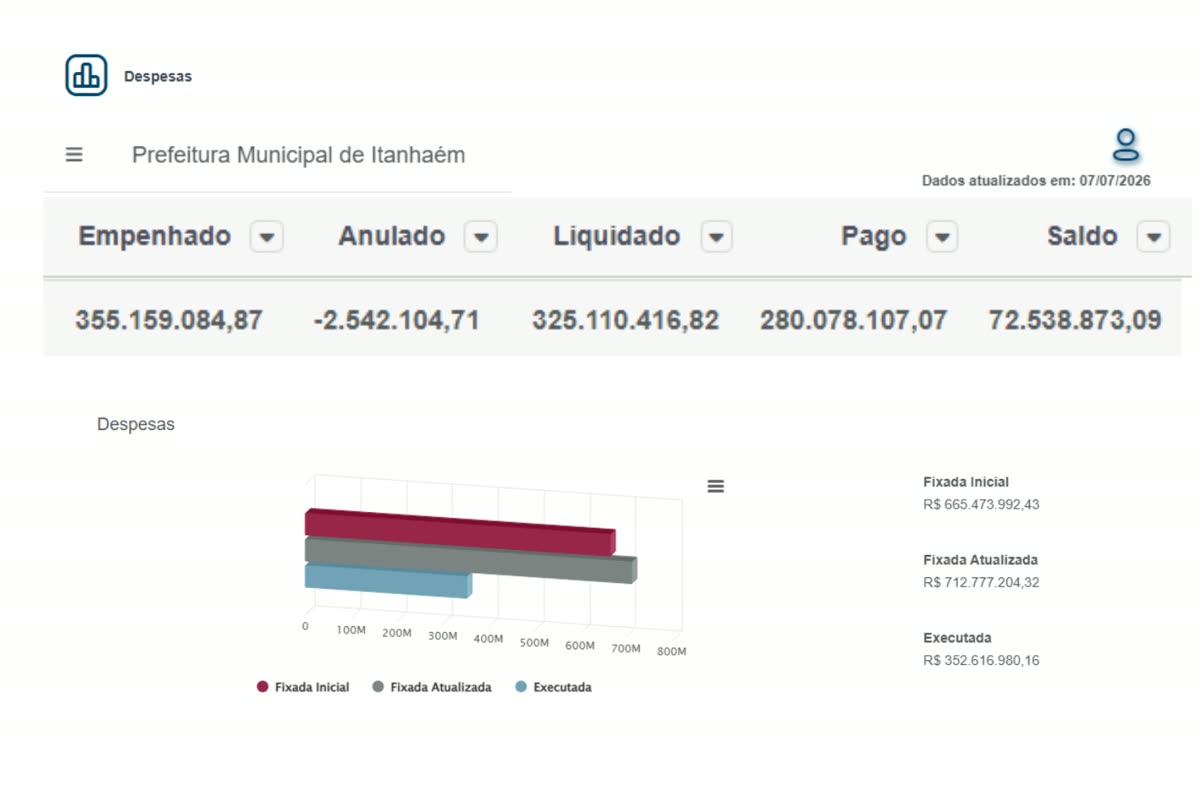 Despesas
Prefeitura Municipal de Itanhaém
Dados atualizados em: 07/07/2026
Empenhado Anulado Liquidado Pago Saldo
355.159.084,87 -2.542.104,71 325.110.416,82 280.078.107,07 72.538.873,09
Despesas
Fixada Inicial
R$ 665.473.992,43
Fixada Atualizada
R$ 712.777.204,32
Executada
R$ 352.616.980,16
0 100M 200M 300M 400M 500M 600M 700M 800M
Fixada Inicial Fixada Atualizada Executada